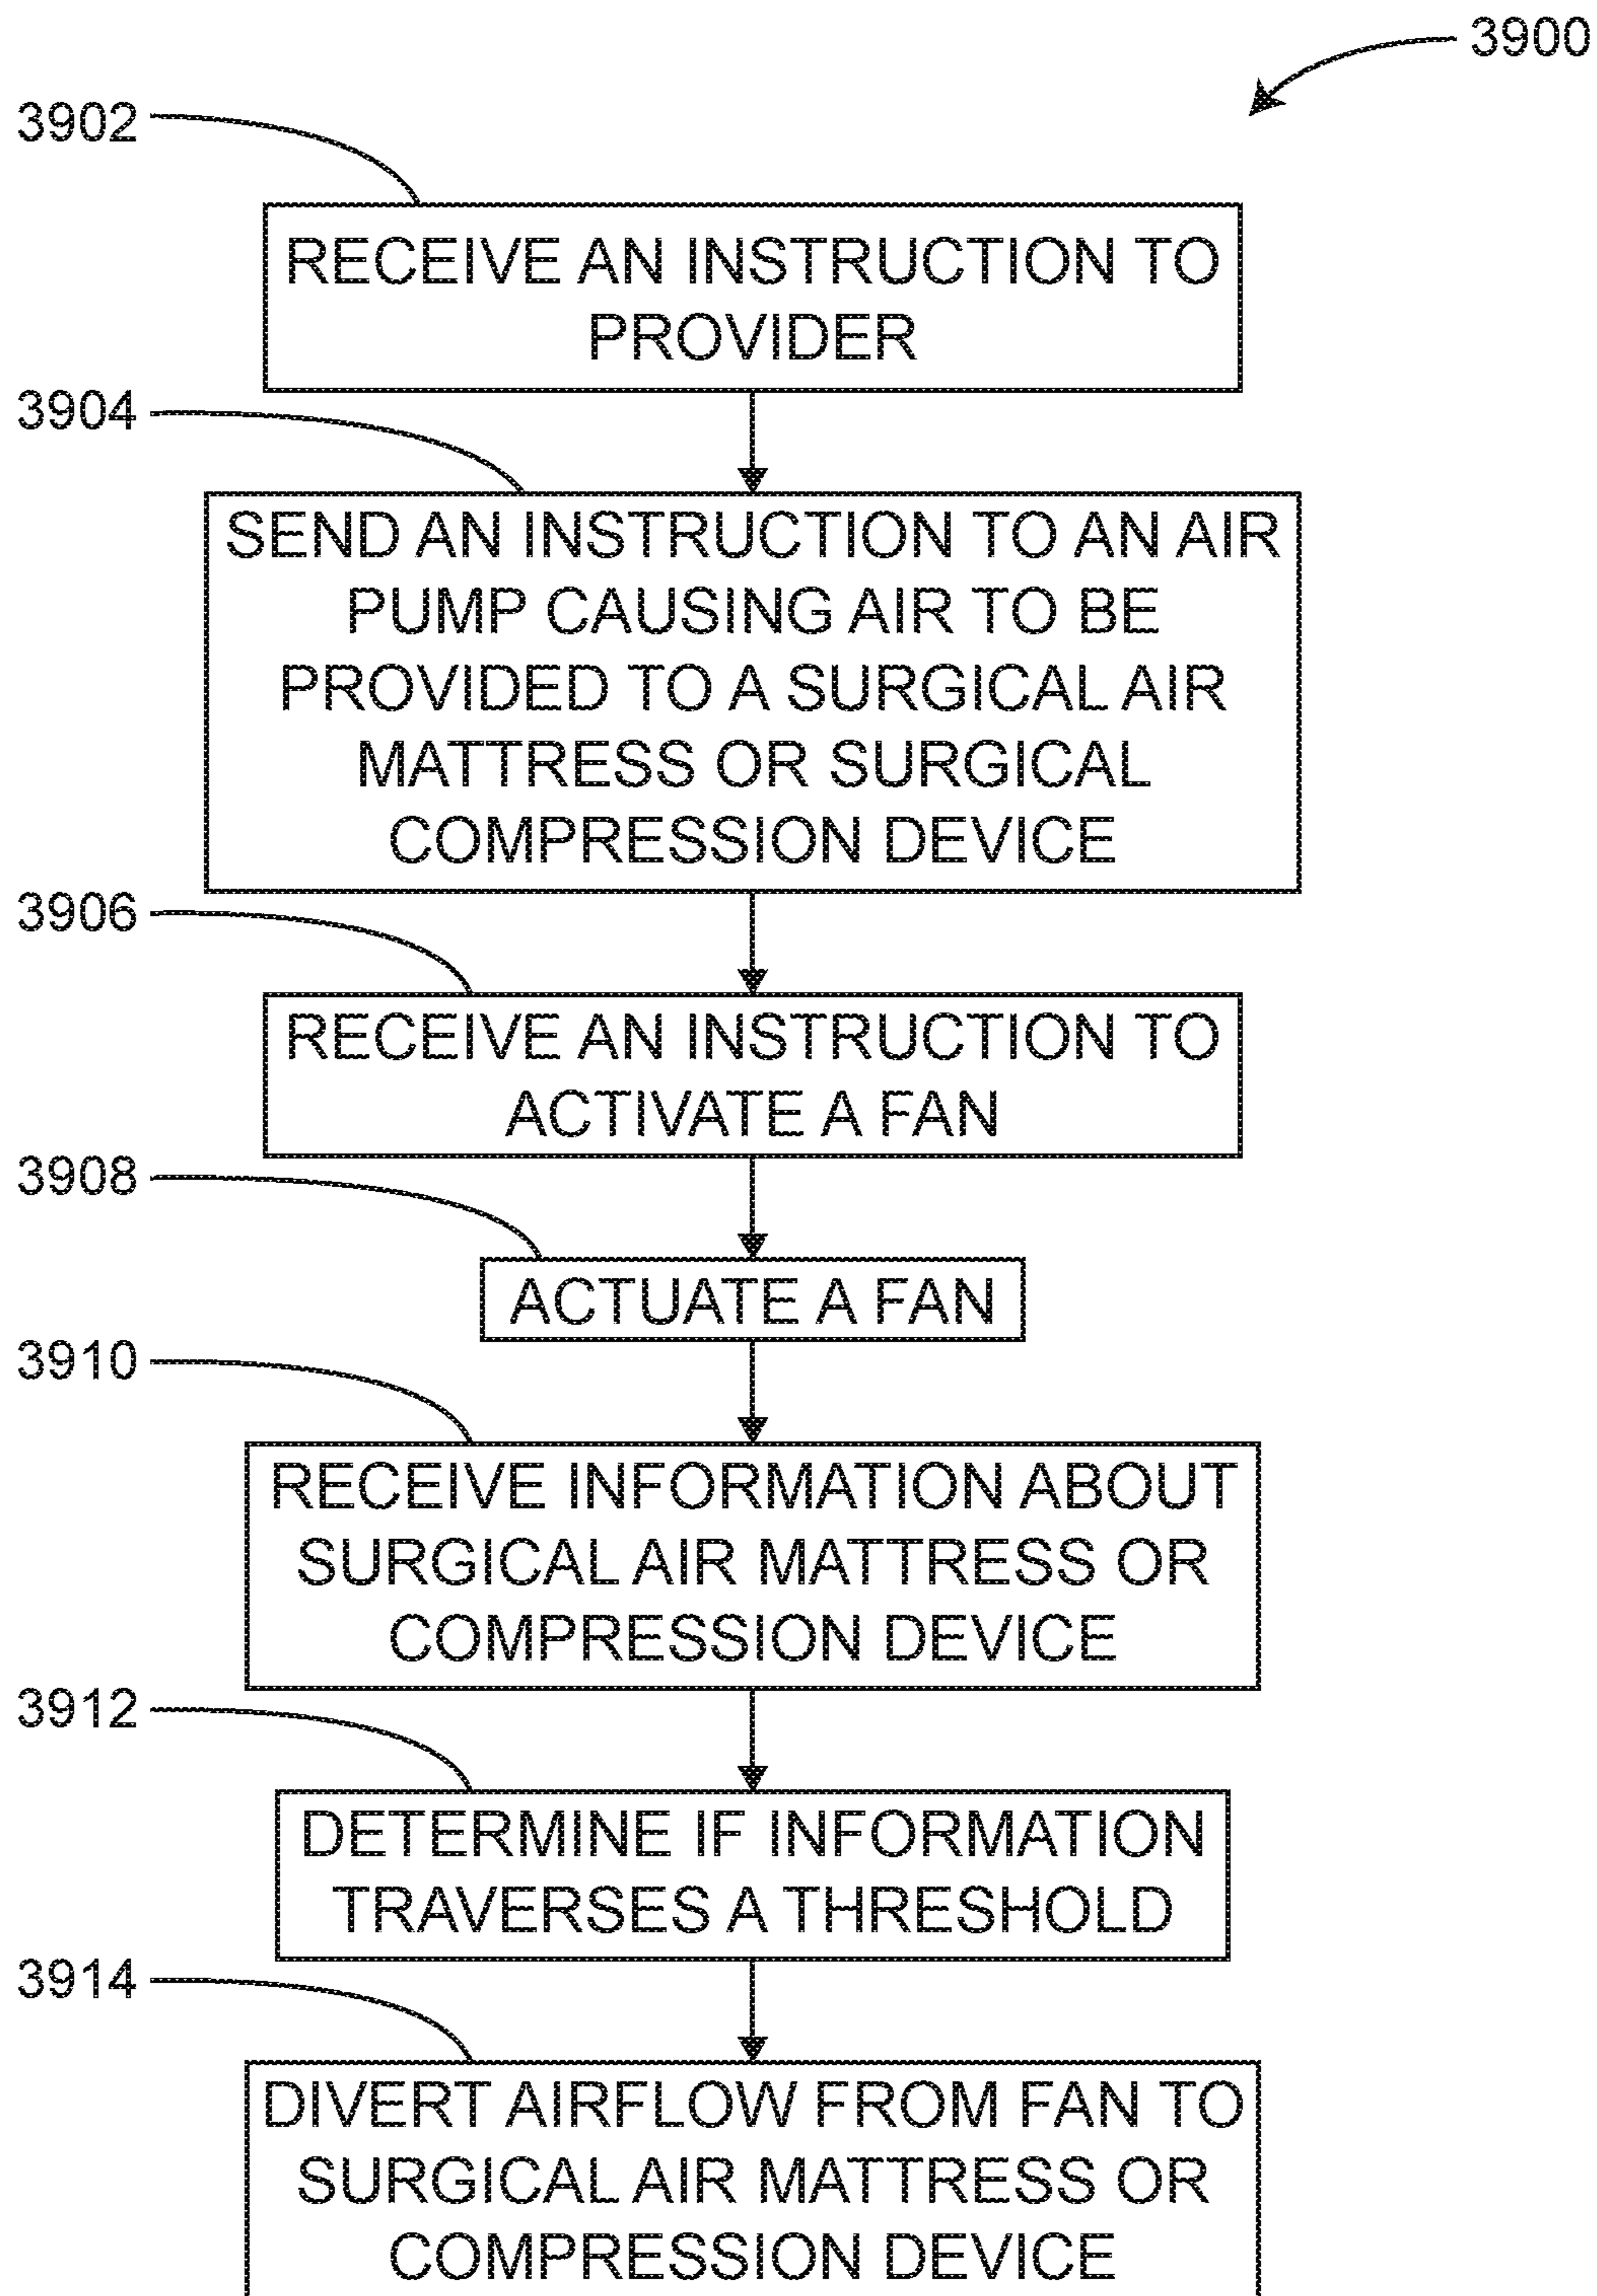 3900
3902
RECEIVE AN INSTRUCTION TO
PROVIDER
3904
SEND AN INSTRUCTION TO AN AIR
PUMP CAUSING AIR TO BE
PROVIDED TO A SURGICAL AIR
MATTRESS OR SURGICAL
COMPRESSION DEVICE
3906
RECEIVE AN INSTRUCTION TO
ACTIVATE A FAN
3908
ACTUATE A FAN
3910
RECEIVE INFORMATION ABOUT
SURGICAL AIR MATTRESS OR
COMPRESSION DEVICE
3912
DETERMINE IF INFORMATION
TRAVERSES A THRESHOLD
3914
DIVERT AIRFLOW FROM FAN TO
SURGICAL AIR MATTRESS OR
COMPRESSION DEVICE